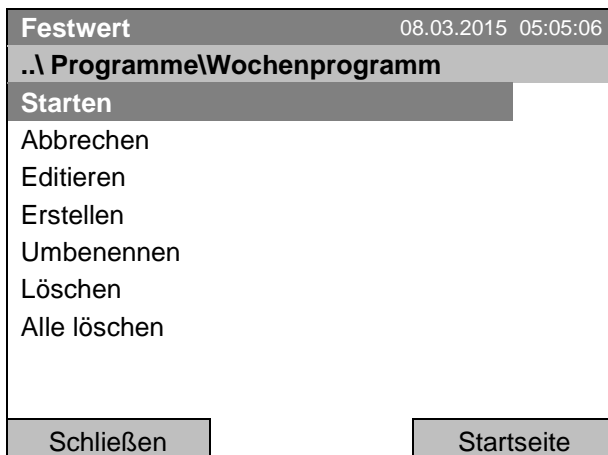 Festwert 08.03.2015 05:05:06
..\ Programme\Wochenprogramm
Starten
Abbrechen
Editieren
Erstellen
Umbenennen
Löschen
Alle löschen
Schließen Startseite